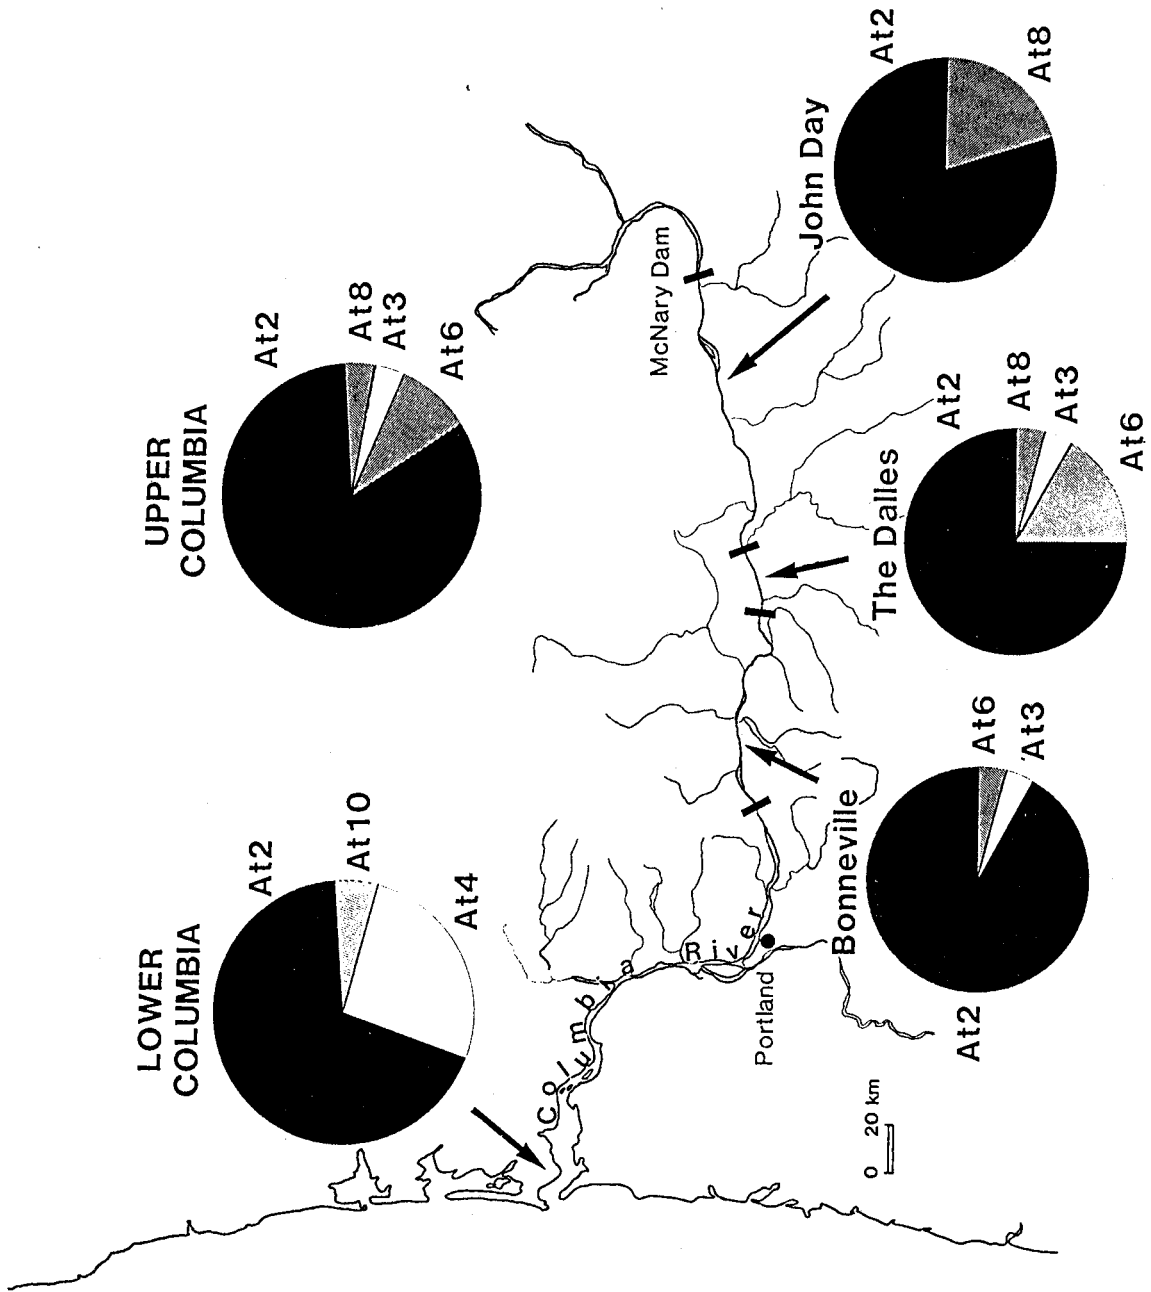 LOWER
COLUMBIA
At2
At10
At4
UPPER
COLUMBIA
At2
At8
At3
At6
Columbia River
Portland
McNary Dam
0 20 km
Bonneville
At2
At6
At3
The Dalles
At2
At8
At3
At6
John Day
At2
At8